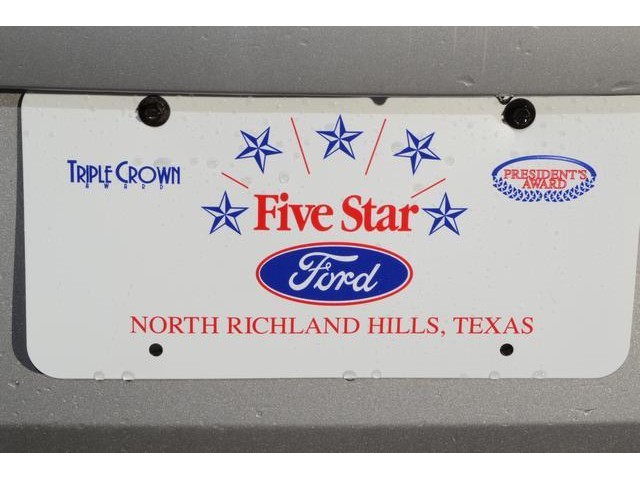 TRIPLE CROWN
AWARD
PRESIDENT'S
AWARD
Five Star
Ford
NORTH RICHLAND HILLS, TEXAS